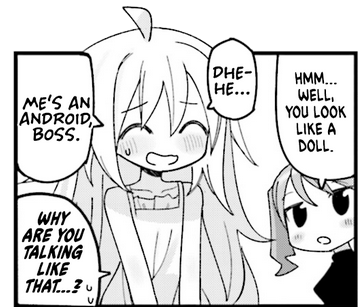 HMM...
WELL,
YOU LOOK
LIKE A
DOLL.
DHE-
HE...
ME'S AN
ANDROID,
BOSS.
WHY
ARE YOU
TALKING
LIKE
THAT...?